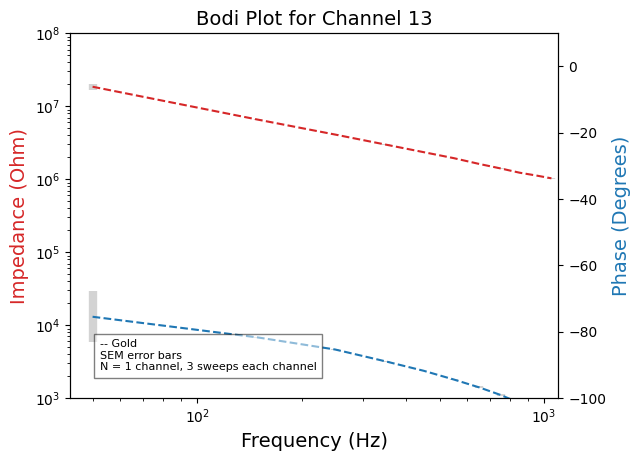 Bodi Plot for Channel 13
Impedance (Ohm)
10^8
10^7
10^6
10^5
10^4
10^3
0
−20
−40
−60
−80
−100
Phase (Degrees)
-- Gold
SEM error bars
N = 1 channel, 3 sweeps each channel
10^2
10^3
Frequency (Hz)